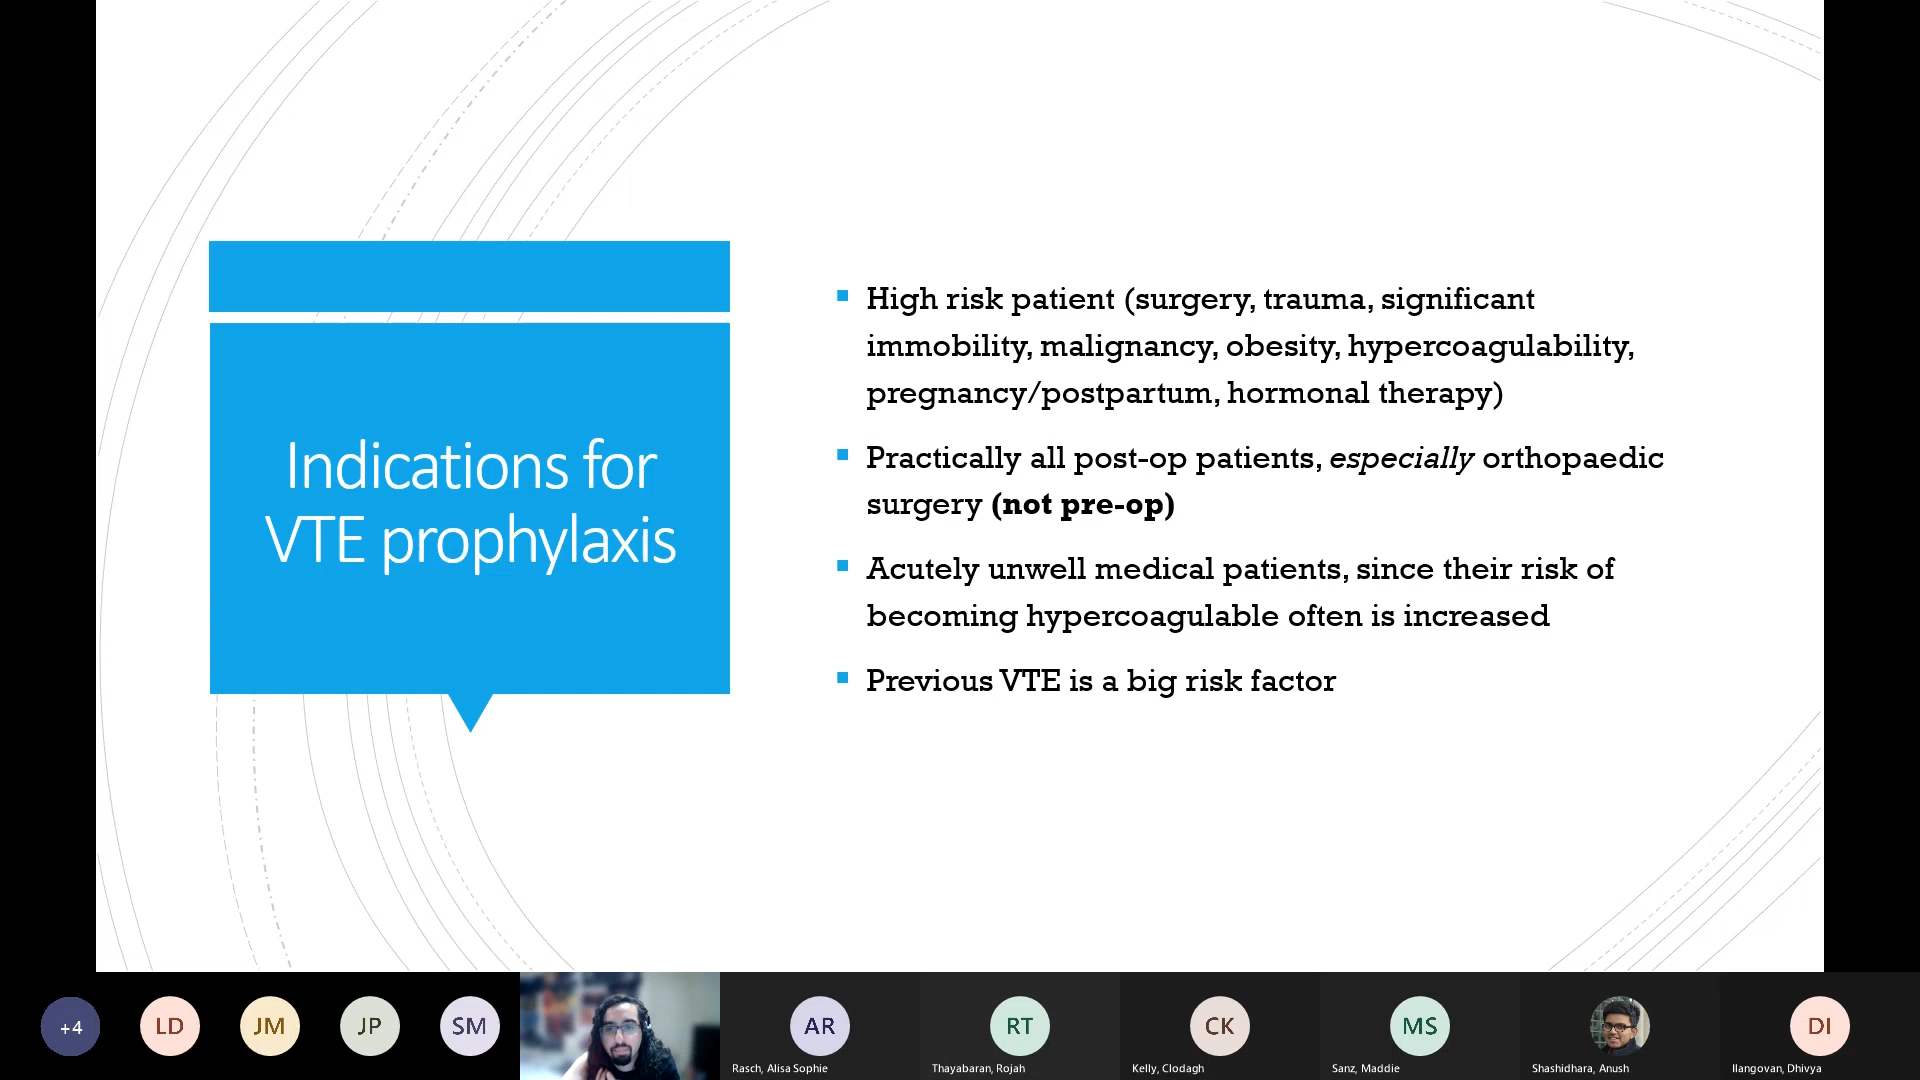 Indications for
VTE prophylaxis
High risk patient (surgery, trauma, significant
immobility, malignancy, obesity, hypercoagulability,
pregnancy/postpartum, hormonal therapy)
Practically all post-op patients, especially orthopaedic
surgery (not pre-op)
Acutely unwell medical patients, since their risk of
becoming hypercoagulable often is increased
Previous VTE is a big risk factor
+4
LD
JM
JP
SM
AR
Rasch, Alisa Sophie
RT
Thayabaran, Rojah
CK
Kelly, Clodagh
MS
Sanz, Maddie
Shashidhara, Anush
DI
Ilangovan, Dhivya